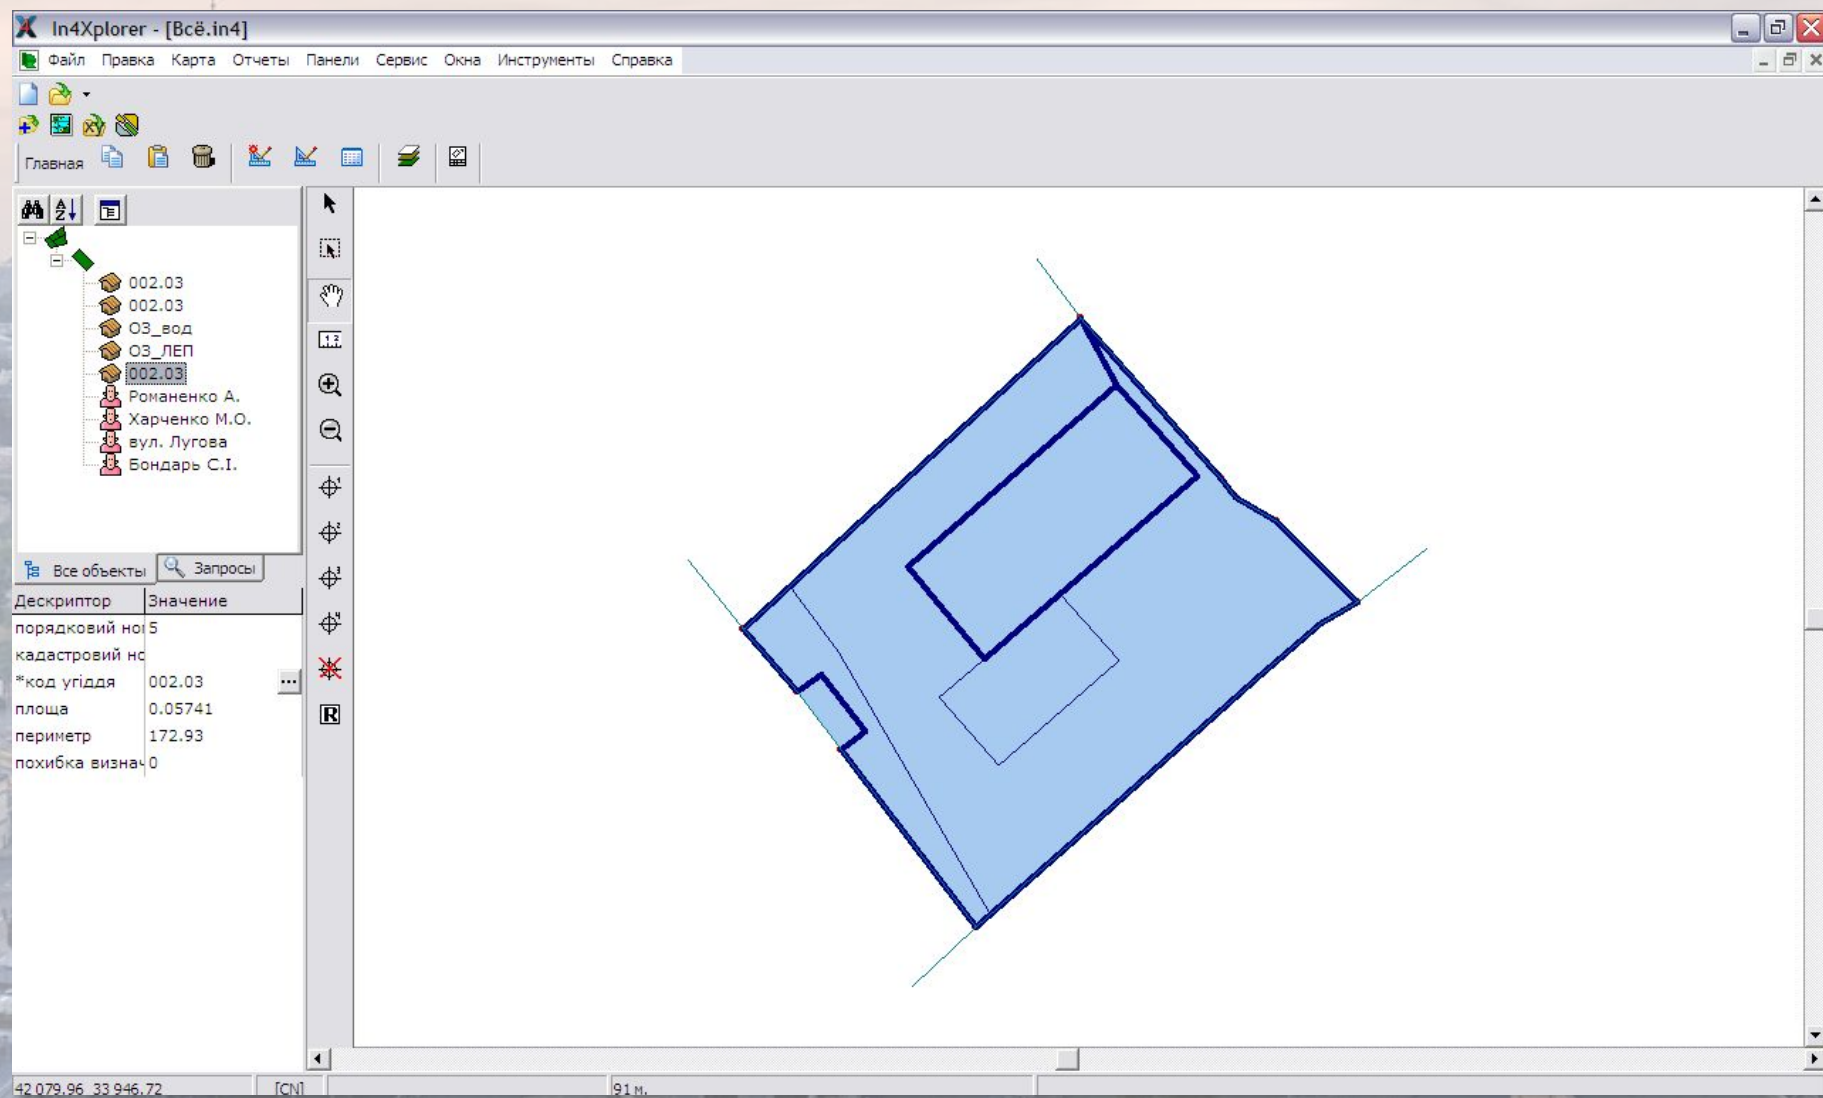 In4Xplorer - [Всё.in4]
Файл Правка Карта Отчеты Панели Сервис Окна Инструменты Справка
Главная
002.03
002.03
ОЗ_вод
ОЗ_ЛЕП
002.03
Романенко А.
Харченко М.О.
вул. Лугова
Бондарь С.І.
Все объекты Запросы
Дескриптор Значение
порядковий но 5
кадастровий но
*код угіддя 002.03 ...
площа 0.05741
периметр 172.93
похибка визнач 0
42 079.96 33 946.72 [CN] 91 м.